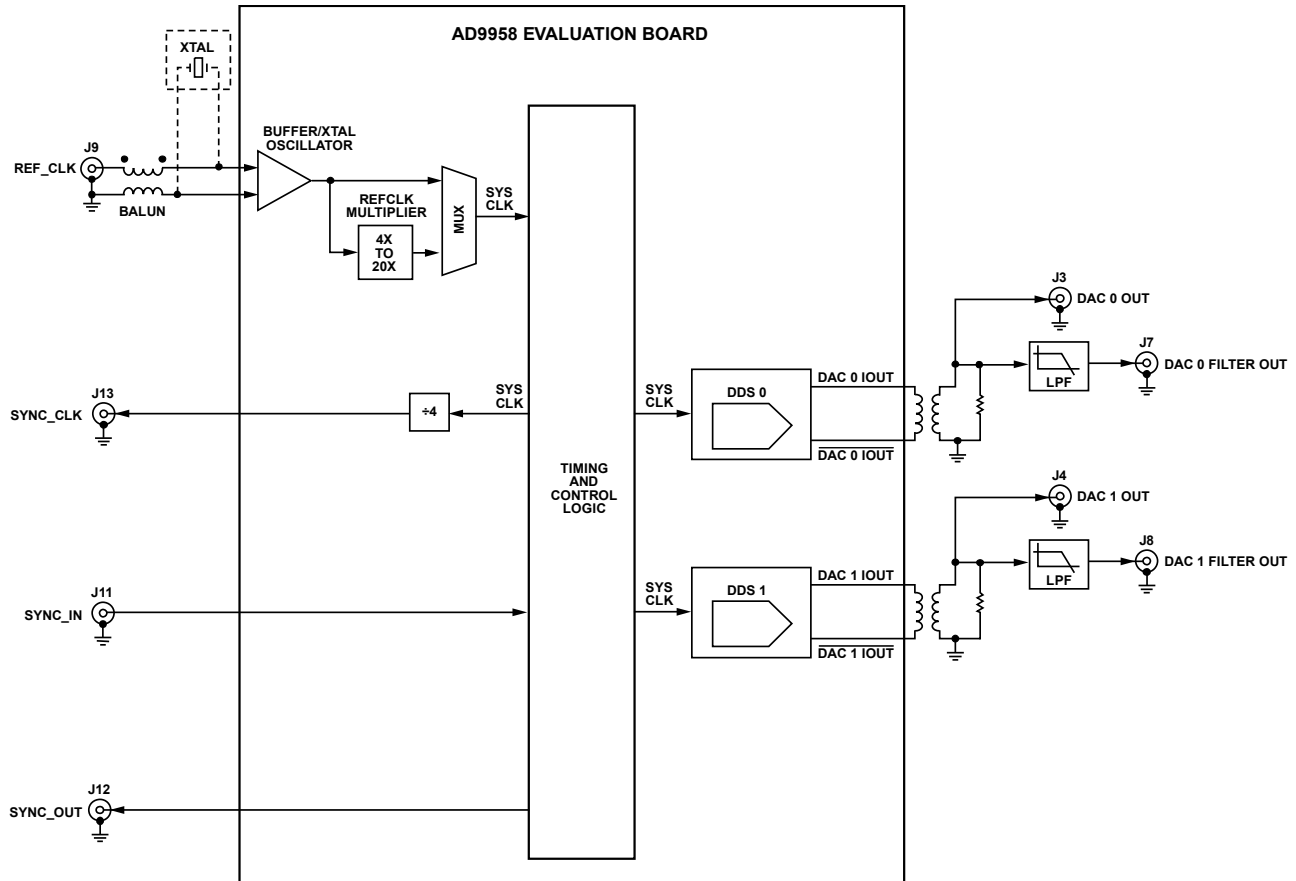 AD9958 EVALUATION BOARD
XTAL
J9
REF_CLK
BALUN
BUFFER/XTAL
OSCILLATOR
REFCLK
MULTIPLIER
4X
TO
20X
MUX
SYS
CLK
J13
SYNC_CLK
÷4
SYS
CLK
J11
SYNC_IN
J12
SYNC_OUT
TIMING
AND
CONTROL
LOGIC
SYS
CLK
DDS 0
DAC 0 IOUT
DAC 0 IOUT
J3
DAC 0 OUT
LPF
J7
DAC 0 FILTER OUT
SYS
CLK
DDS 1
DAC 1 IOUT
DAC 1 IOUT
J4
DAC 1 OUT
LPF
J8
DAC 1 FILTER OUT